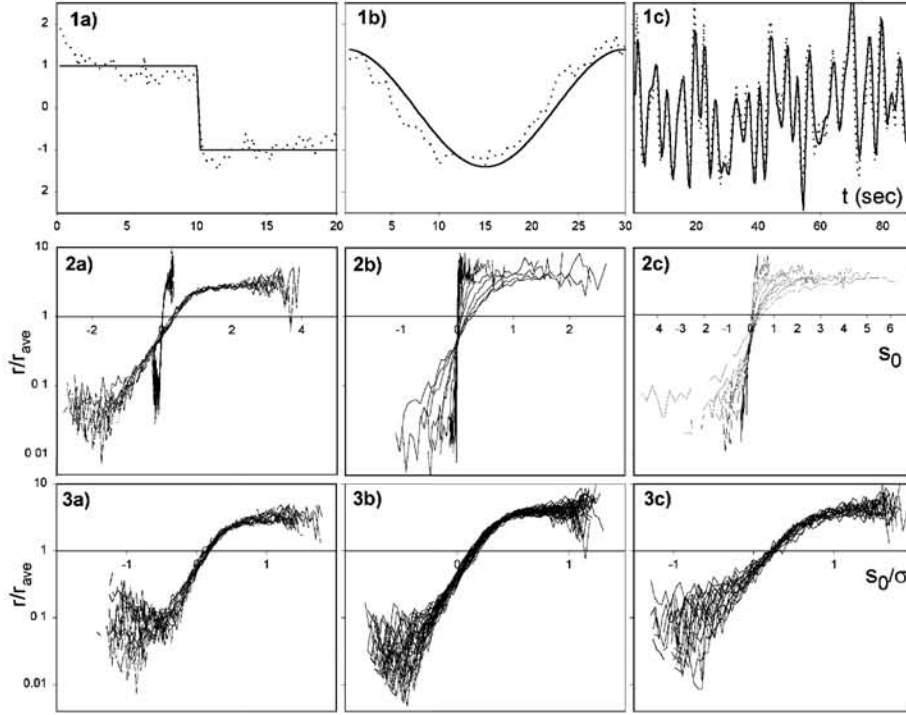 1a) 1b) 1c)
2
1
0
-1
2
t (sec)
0 5 10 15 20
5 10 15 20 25 30
20 40 60 80
2a) 2b) 2c)
10
1
0 1
0 01
r/r_ave
-2 2 4
-1 0 1 2
4 -3 -2 -1 0 1 2 3 4 5 6
s_0
3a) 3b) 3c)
10
1
0 1
0.01
r/r_ave
-1 1
0 1
-1 1
s_0/σ